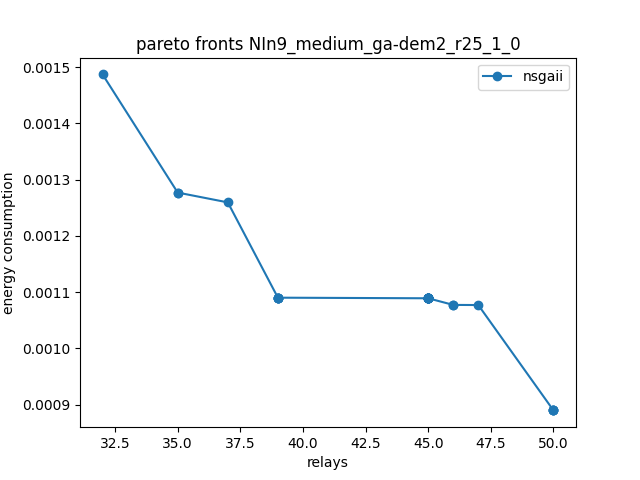 pareto fronts NIn9_medium_ga-dem2_r25_1_0
nsgaii
0.0015
0.0014
0.0013
0.0012
0.0011
0.0010
0.0009
energy consumption
32.5 35.0 37.5 40.0 42.5 45.0 47.5 50.0
relays